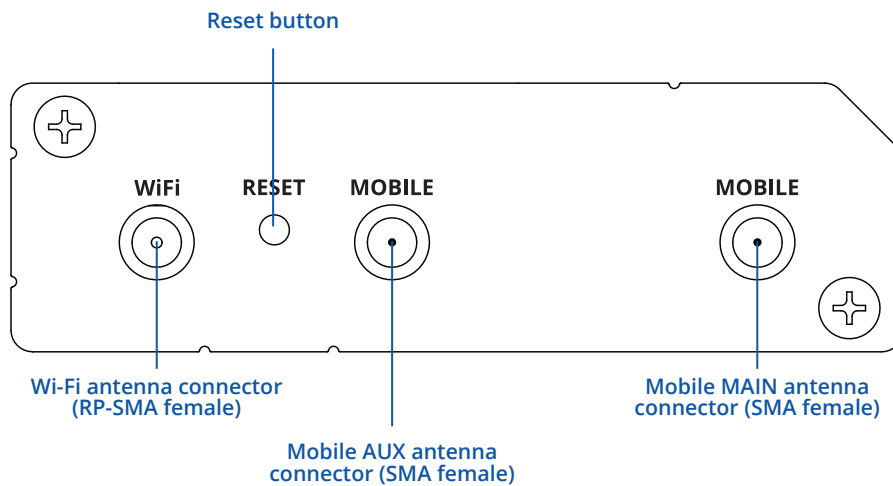 Reset button
WiFi
RESET
MOBILE
MOBILE
Wi-Fi antenna connector
(RP-SMA female)
Mobile AUX antenna
connector (SMA female)
Mobile MAIN antenna
connector (SMA female)